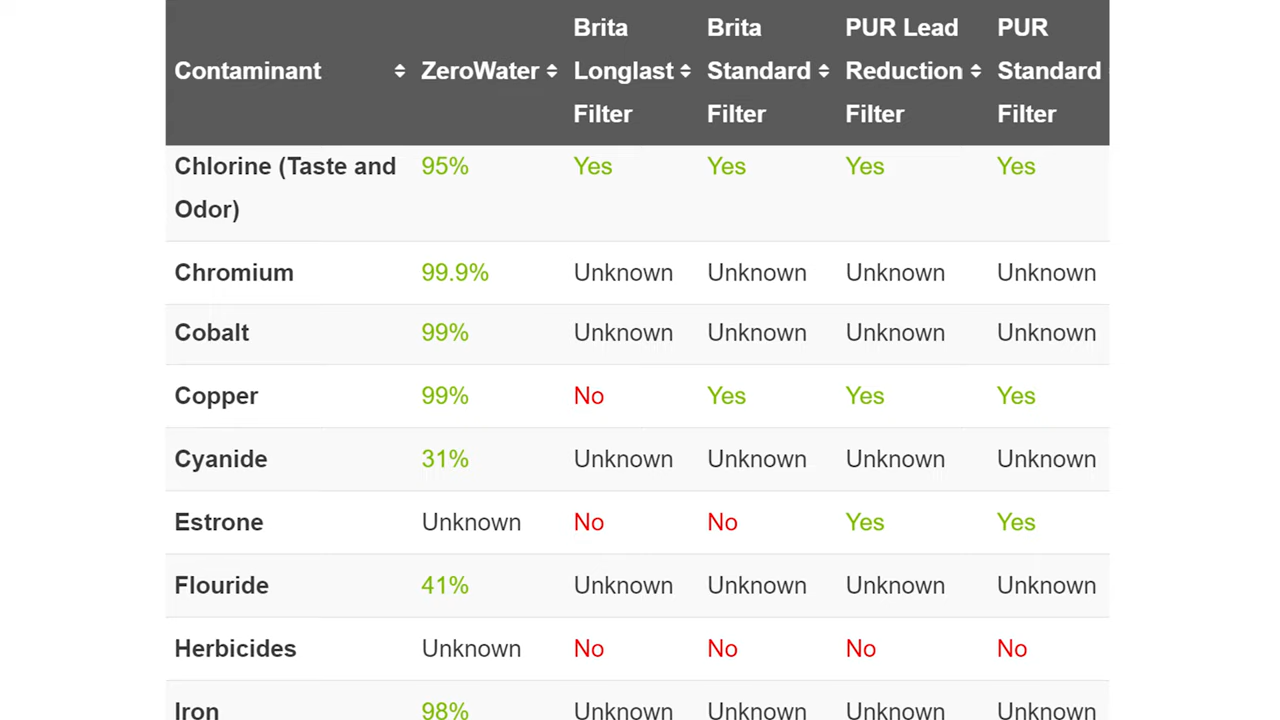 Contaminant ZeroWater Brita Longlast Filter Brita Standard Filter PUR Lead Reduction Filter PUR Standard Filter
Chlorine (Taste and Odor) 95% Yes Yes Yes Yes
Chromium 99.9% Unknown Unknown Unknown Unknown
Cobalt 99% Unknown Unknown Unknown Unknown
Copper 99% No Yes Yes Yes
Cyanide 31% Unknown Unknown Unknown Unknown
Estrone Unknown No No Yes Yes
Flouride 41% Unknown Unknown Unknown Unknown
Herbicides Unknown No No No No
Iron 98% Unknown Unknown Unknown Unknown